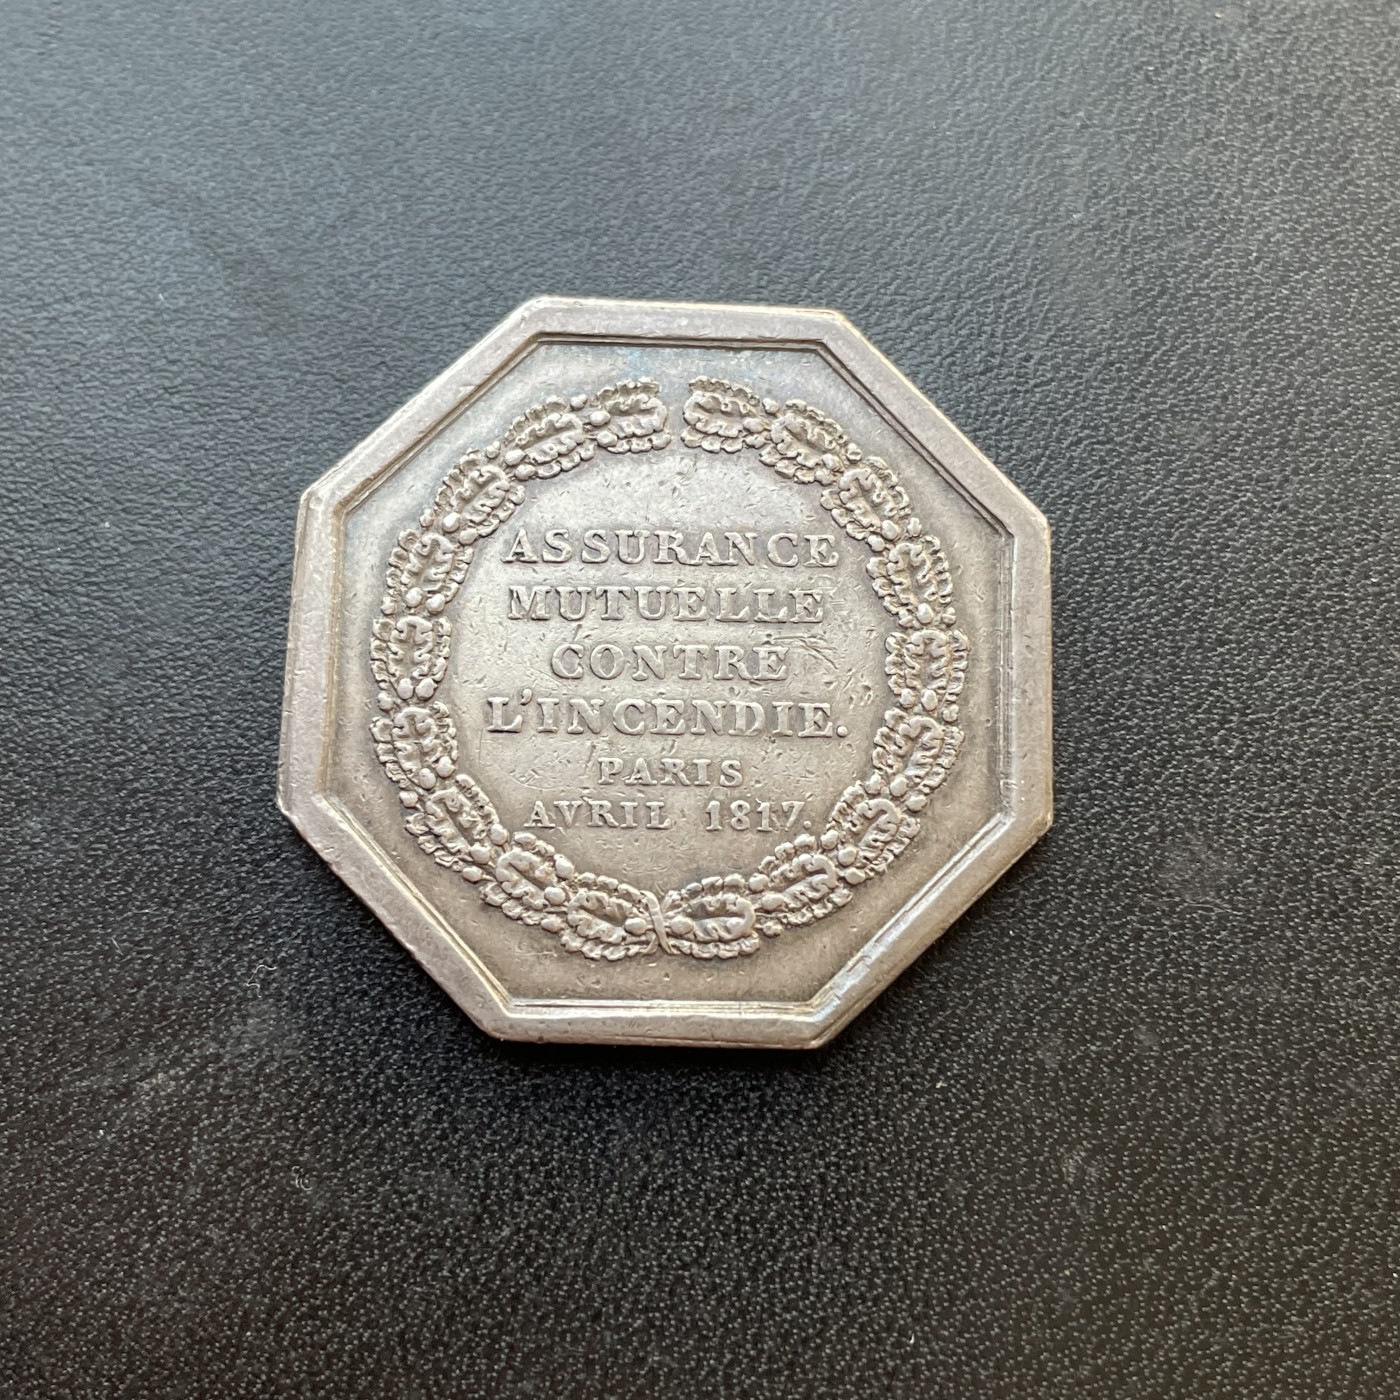 ASSURANCE
MUTUELLE
CONTRE
L'INCENDIE.
PARIS
AVRIL 1817.